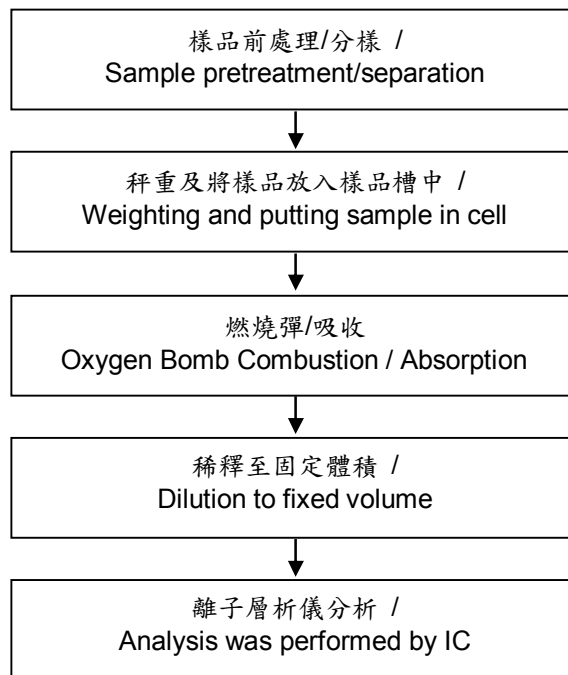 樣品前處理/分樣 /
Sample pretreatment/separation
秤重及將樣品放入樣品槽中 /
Weighting and putting sample in cell
燃燒彈/吸收
Oxygen Bomb Combustion / Absorption
稀釋至固定體積 /
Dilution to fixed volume
離子層析儀分析 /
Analysis was performed by IC